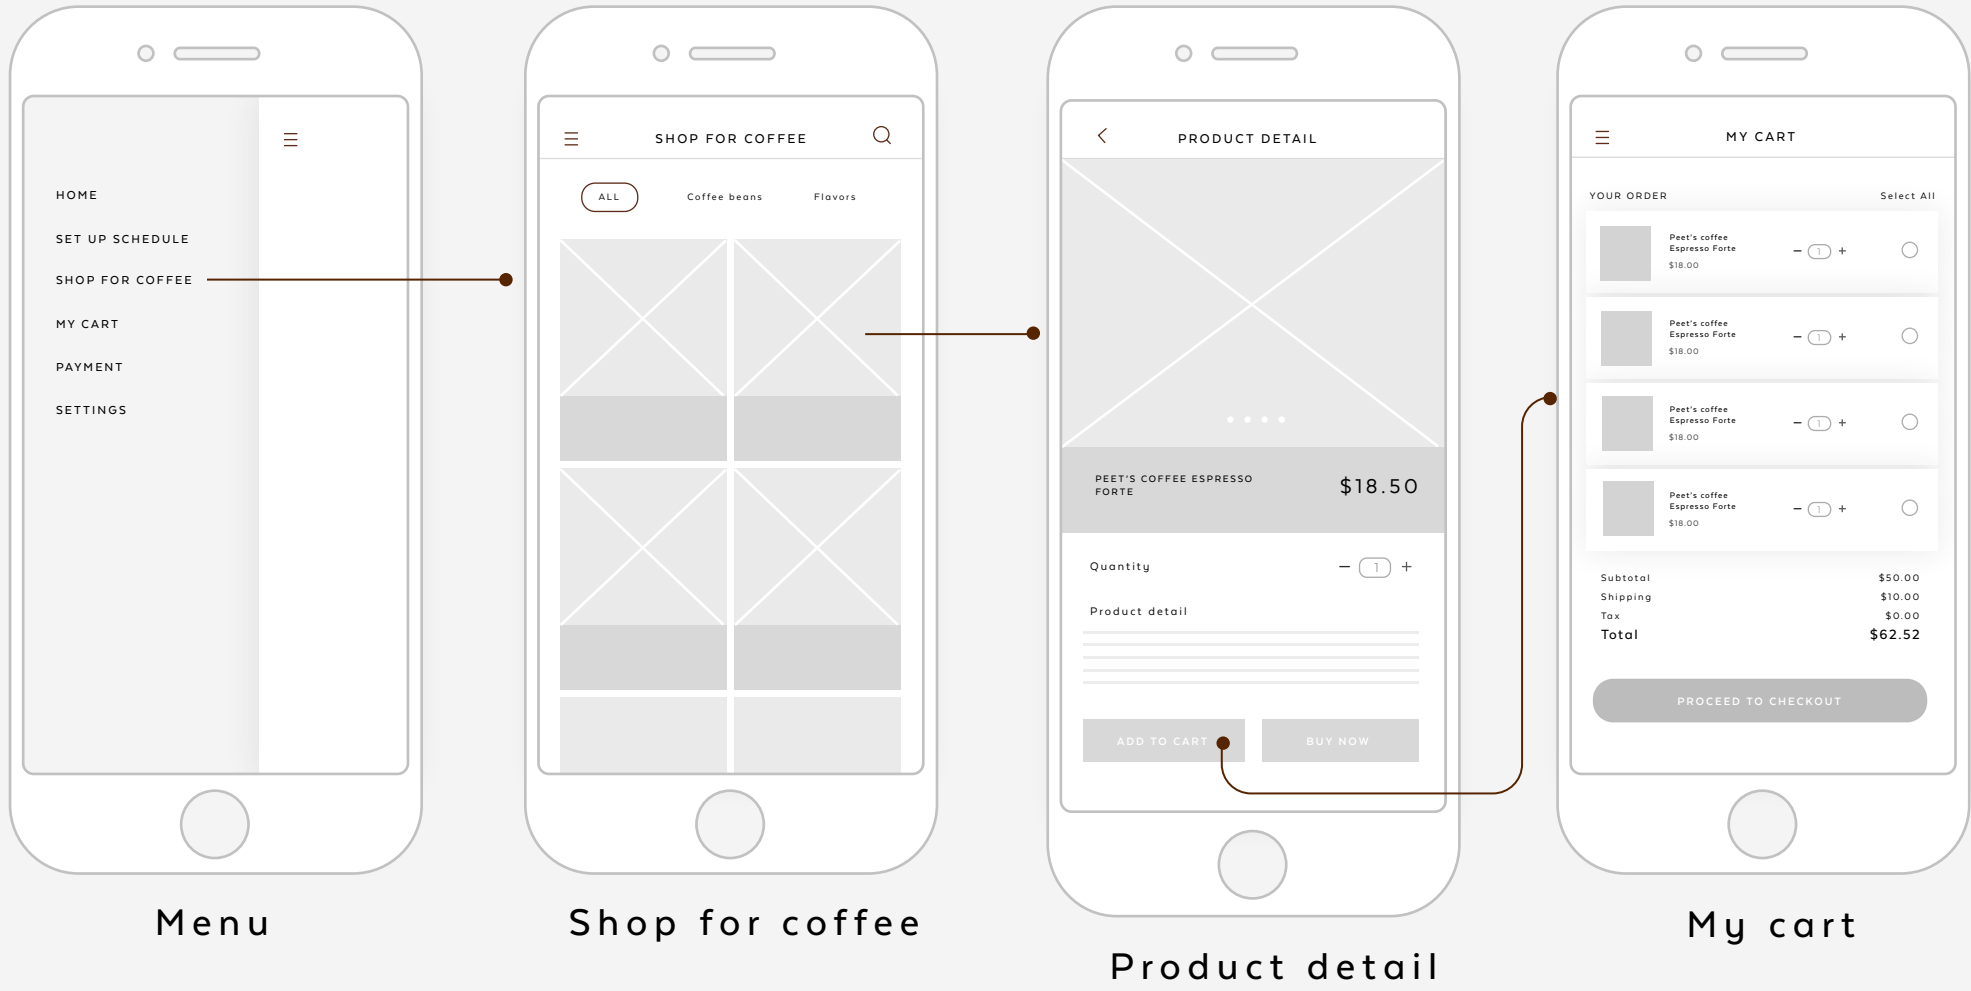 HOME
SET UP SCHEDULE
SHOP FOR COFFEE
MY CART
PAYMENT
SETTINGS
Menu
SHOP FOR COFFEE
ALL
Coffee beans
Flavors
Shop for coffee
PRODUCT DETAIL
PEET'S COFFEE ESPRESSO
FORTE
$18.50
Quantity
1
Product detail
ADD TO CART
BUY NOW
Product detail
MY CART
YOUR ORDER
Select All
Peet's coffee
Espresso Forte
$18.00
1
Peet's coffee
Espresso Forte
$18.00
1
Peet's coffee
Espresso Forte
$18.00
1
Peet's coffee
Espresso Forte
$18.00
1
Subtotal $50.00
Shipping $10.00
Tax $0.00
Total $62.52
PROCEED TO CHECKOUT
My cart